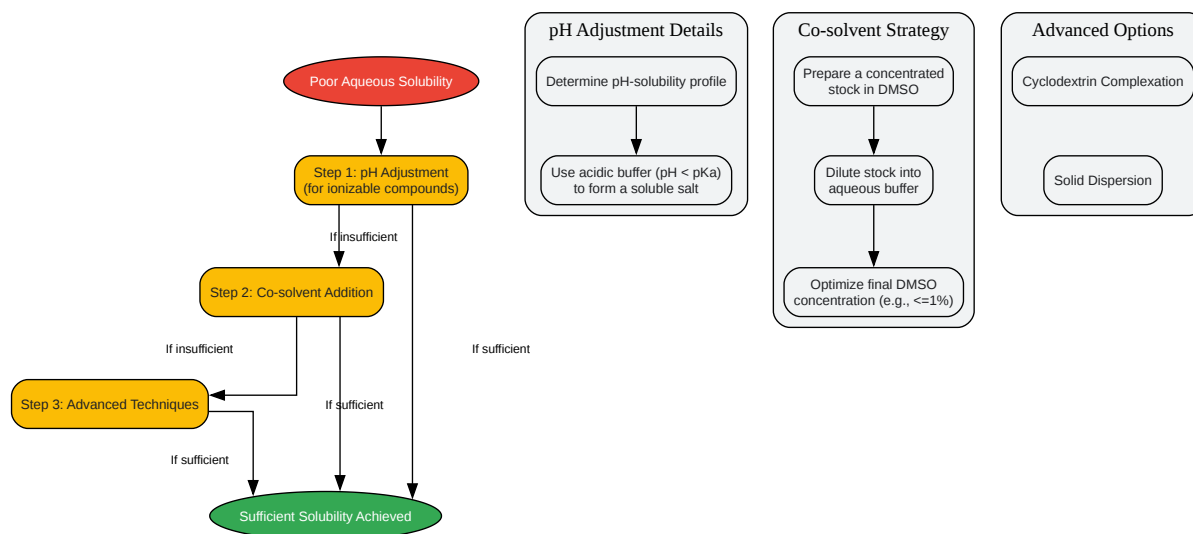 Poor Aqueous Solubility
Step 1: pH Adjustment
(for ionizable compounds)
If insufficient
Step 2: Co-solvent Addition
If insufficient
If sufficient
Step 3: Advanced Techniques
If sufficient
If sufficient
Sufficient Solubility Achieved
pH Adjustment Details
Determine pH-solubility profile
Use acidic buffer (pH < pKa)
to form a soluble salt
Co-solvent Strategy
Prepare a concentrated
stock in DMSO
Dilute stock into
aqueous buffer
Optimize final DMSO
concentration (e.g., <=1%)
Advanced Options
Cyclodextrin Complexation
Solid Dispersion